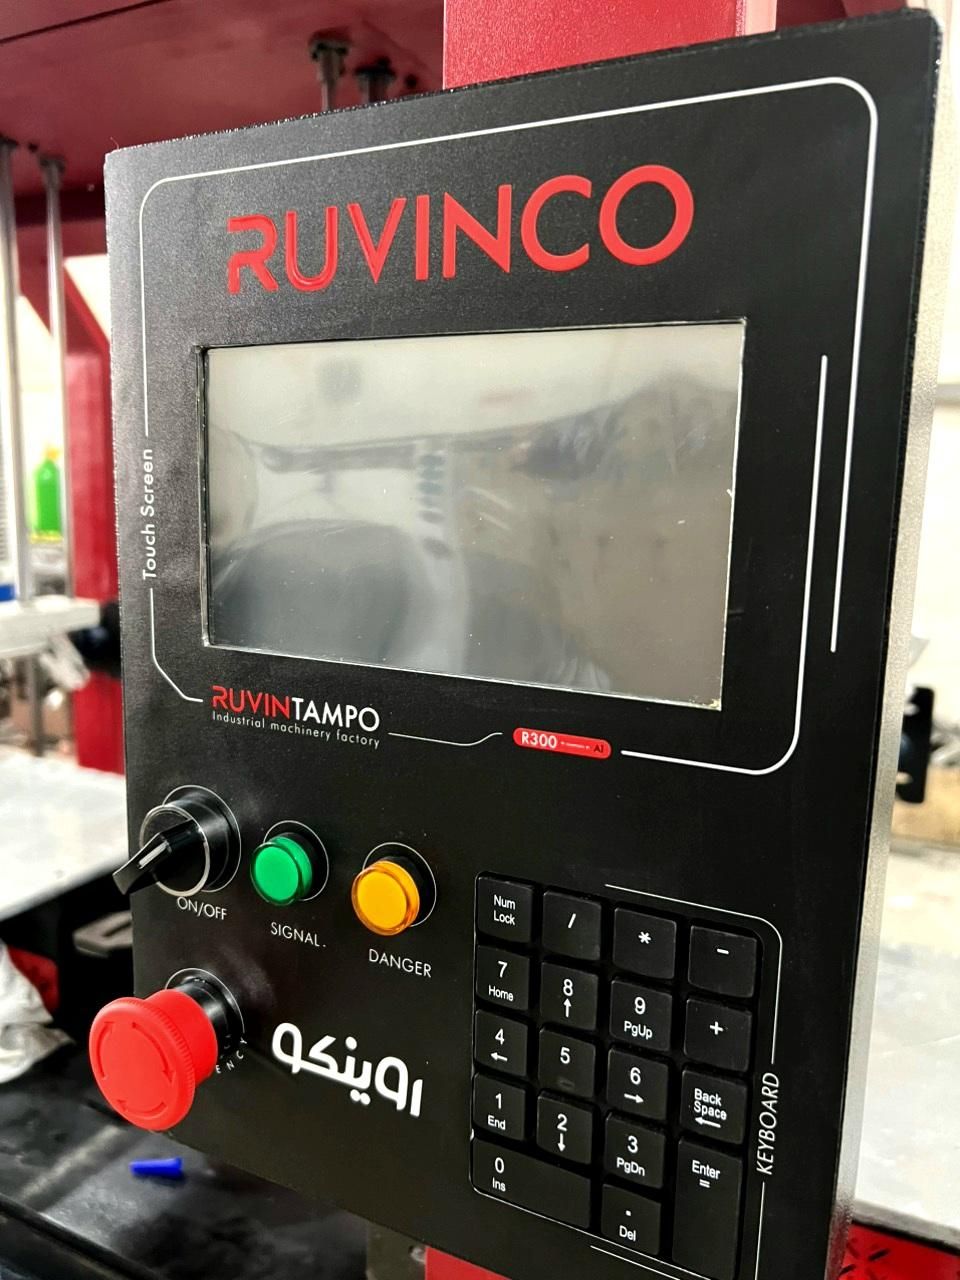 RUVINCO
Touch Screen
RUVINTAMPO
Industrial machinery factory
R300
AI
ON/OFF
SIGNAL.
DANGER
روینکو
KEYBOARD
Num Lock
/
*
-
7 Home
8 ↑
9 PgUp
+
4 ←
5
6 →
Back Space ←
1 End
2 ↓
3 PgDn
Enter =
0 Ins
. Del